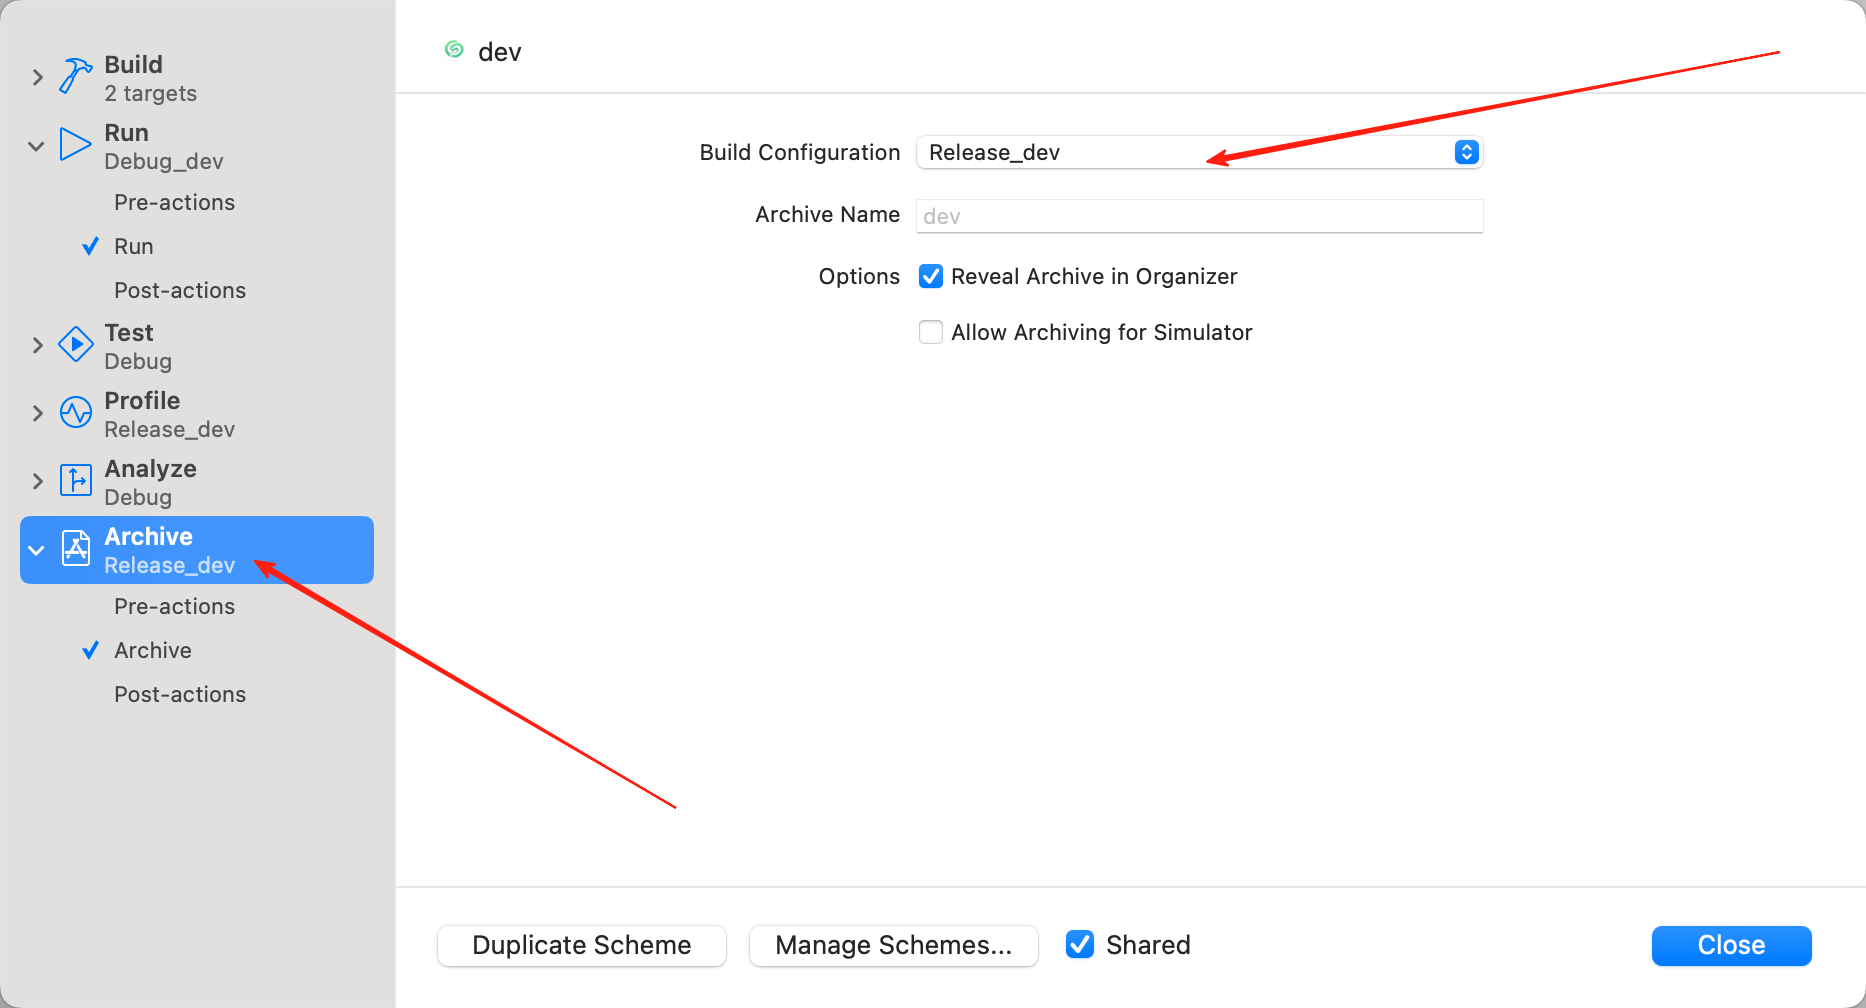 Build
2 targets
Run
Debug_dev
Pre-actions
Run
Post-actions
Test
Debug
Profile
Release_dev
Analyze
Debug
Archive
Release_dev
Pre-actions
Archive
Post-actions
dev
Build Configuration Release_dev
Archive Name dev
Options Reveal Archive in Organizer
Allow Archiving for Simulator
Duplicate Scheme Manage Schemes... Shared Close